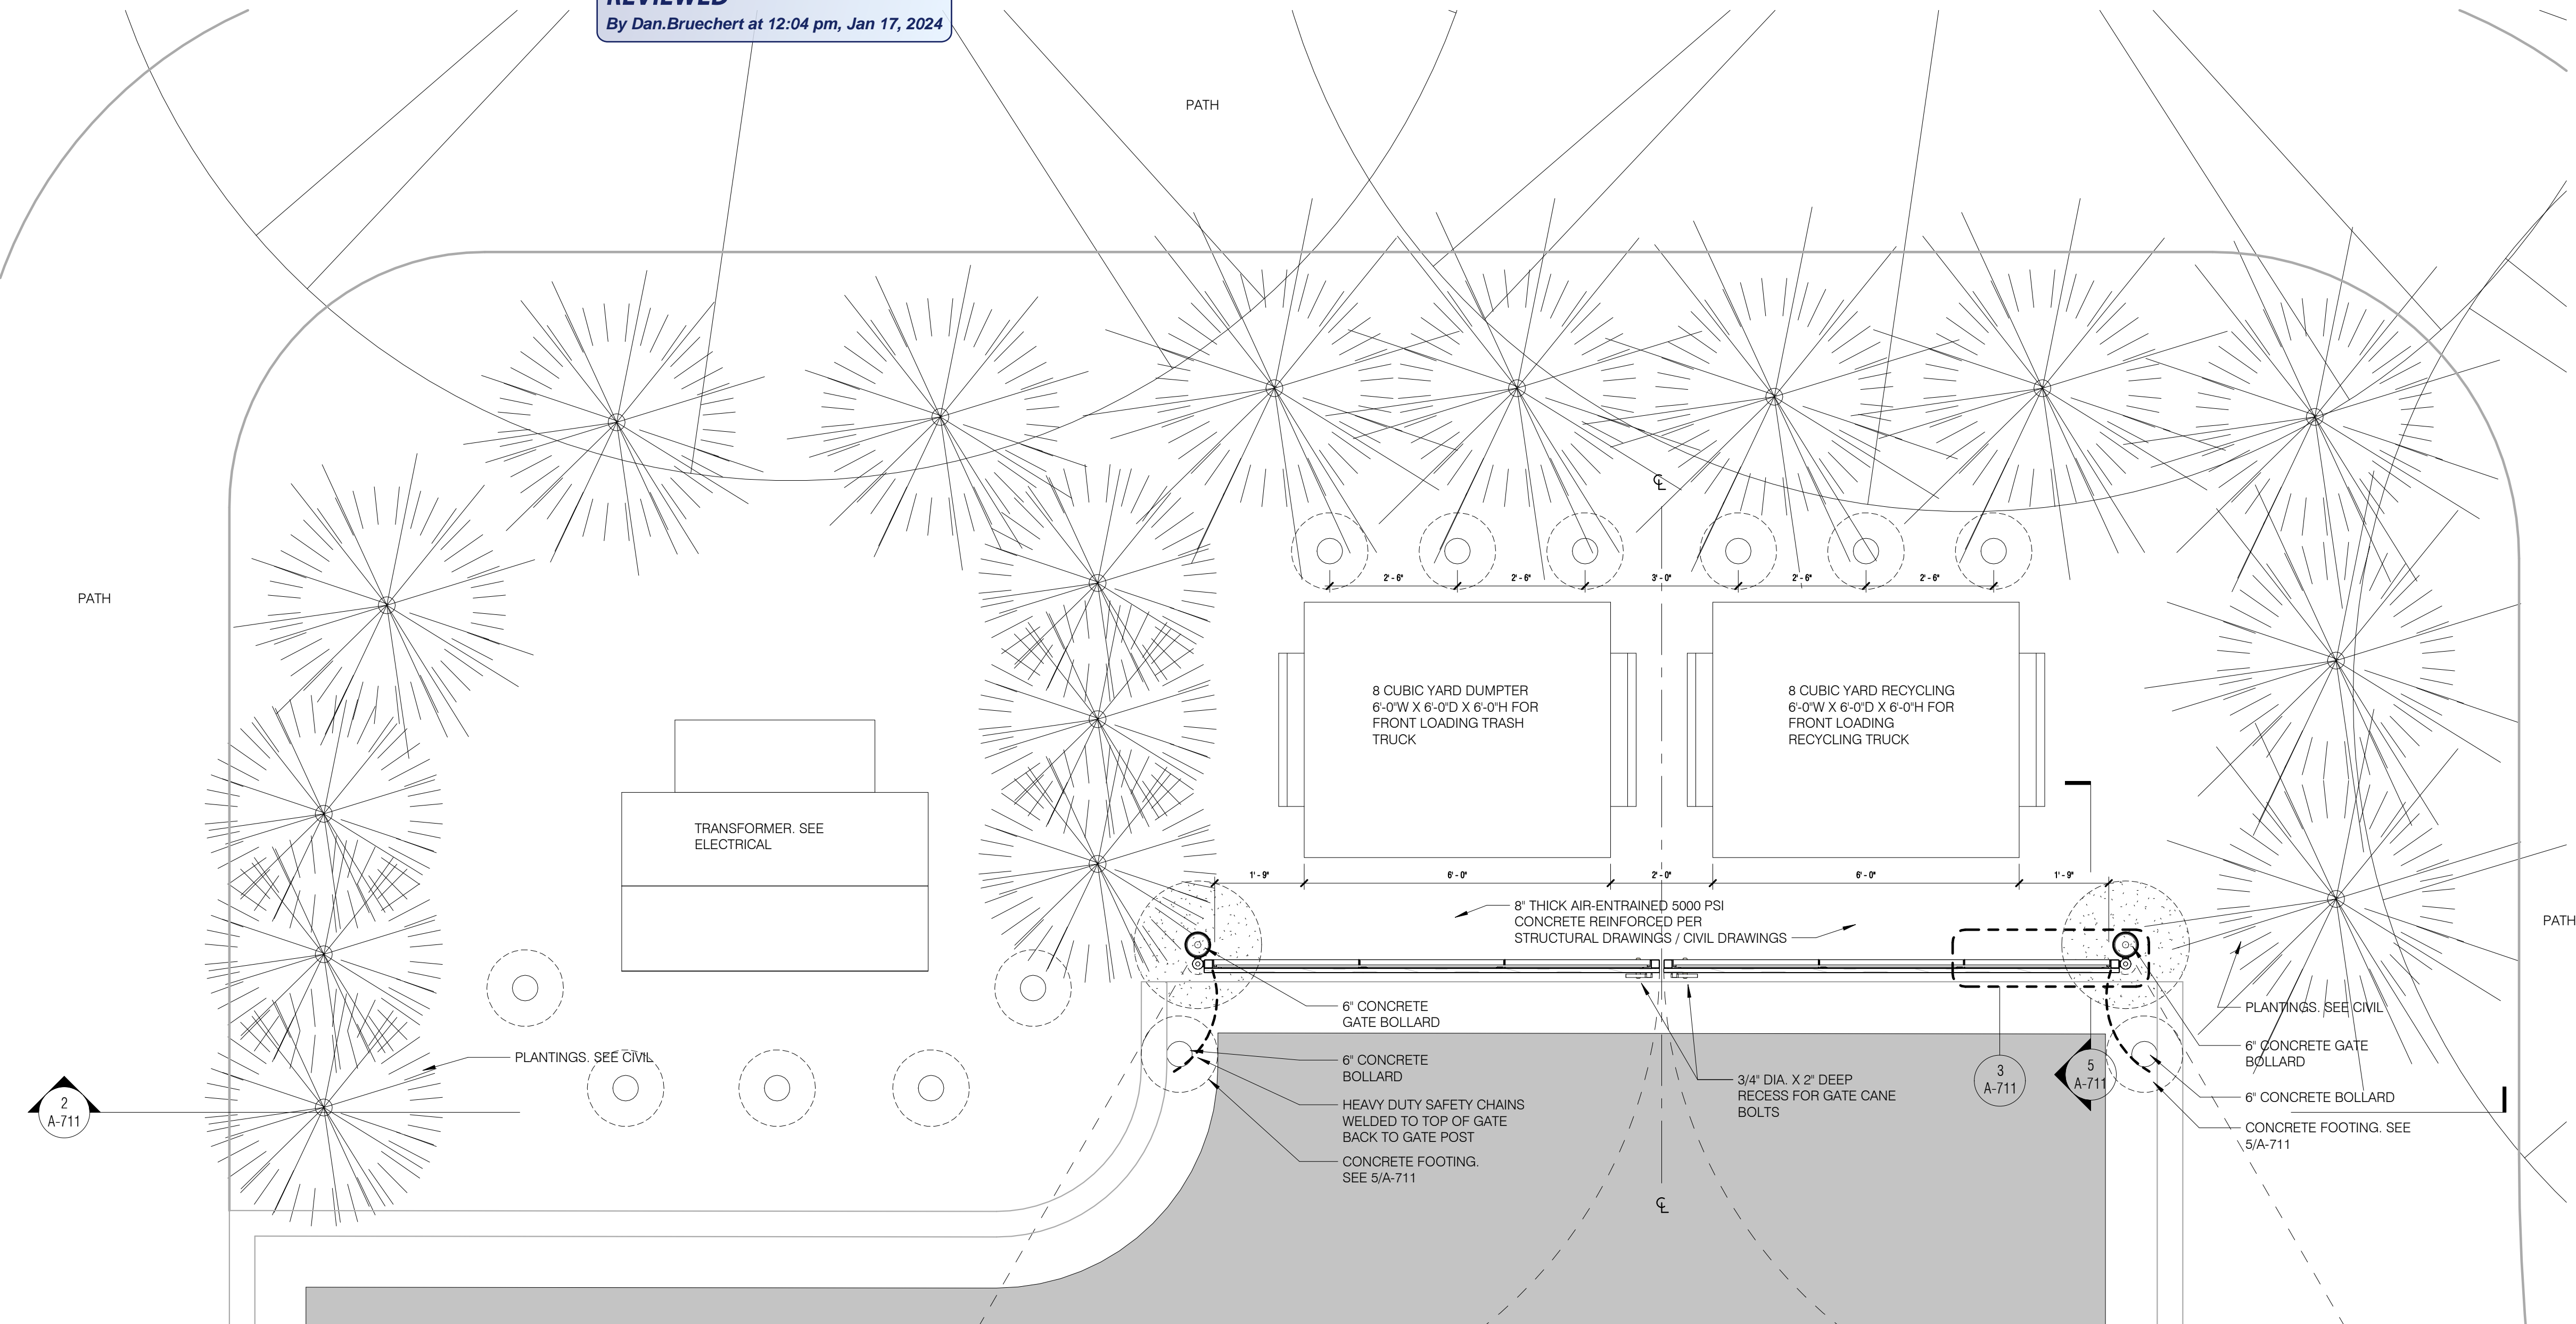 REVIEWED
By Dan.Bruechert at 12:04 pm, Jan 17, 2024
PATH
PATH
2' - 6"
2' - 6"
3' - 0"
2' - 6"
2' - 6"
8 CUBIC YARD DUMPTER
6'-0"W X 6'-0"D X 6'-0"H FOR
FRONT LOADING TRASH
TRUCK
8 CUBIC YARD RECYCLING
6'-0"W X 6'-0"D X 6'-0"H FOR
FRONT LOADING
RECYCLING TRUCK
TRANSFORMER. SEE
ELECTRICAL
1' - 9"
6' - 0"
2' - 0"
6' - 0"
1' - 9"
8" THICK AIR-ENTRAINED 5000 PSI
CONCRETE REINFORCED PER
STRUCTURAL DRAWINGS / CIVIL DRAWINGS
PATH
6" CONCRETE
GATE BOLLARD
6" CONCRETE
BOLLARD
HEAVY DUTY SAFETY CHAINS
WELDED TO TOP OF GATE
BACK TO GATE POST
CONCRETE FOOTING.
SEE 5/A-711
3/4" DIA. X 2" DEEP
RECESS FOR GATE CANE
BOLTS
PLANTINGS. SEE CIVIL
2
A-711
3
A-711
5
A-711
PLANTINGS. SEE CIVIL
6" CONCRETE GATE
BOLLARD
6" CONCRETE BOLLARD
CONCRETE FOOTING. SEE
5/A-711